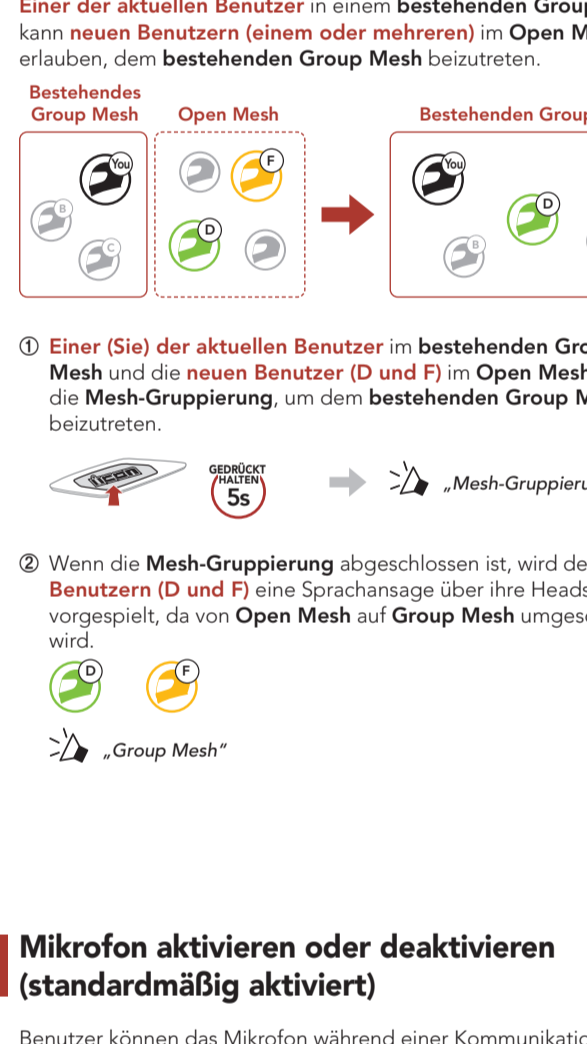 Einer der aktuellen Benutzer in einem bestehenden Group
kann neuen Benutzern (einem oder mehreren) im Open M
erlauben, dem bestehenden Group Mesh beizutreten.
Bestehendes
Group Mesh
Open Mesh
Bestehenden Group
You
B
C
F
D
You
D
B
① Einer (Sie) der aktuellen Benutzer im bestehenden Gro
Mesh und die neuen Benutzer (D und F) im Open Mesh
die Mesh-Gruppierung, um dem bestehenden Group M
beizutreten.
icon
GEDRÜCKT
HALTEN
5s
„Mesh-Gruppieru
② Wenn die Mesh-Gruppierung abgeschlossen ist, wird de
Benutzern (D und F) eine Sprachansage über ihre Heads
vorgespielt, da von Open Mesh auf Group Mesh umgesc
wird.
D
F
„Group Mesh“
Mikrofon aktivieren oder deaktivieren
(standardmäßig aktiviert)
Benutzer können das Mikrofon während einer Kommunikatio